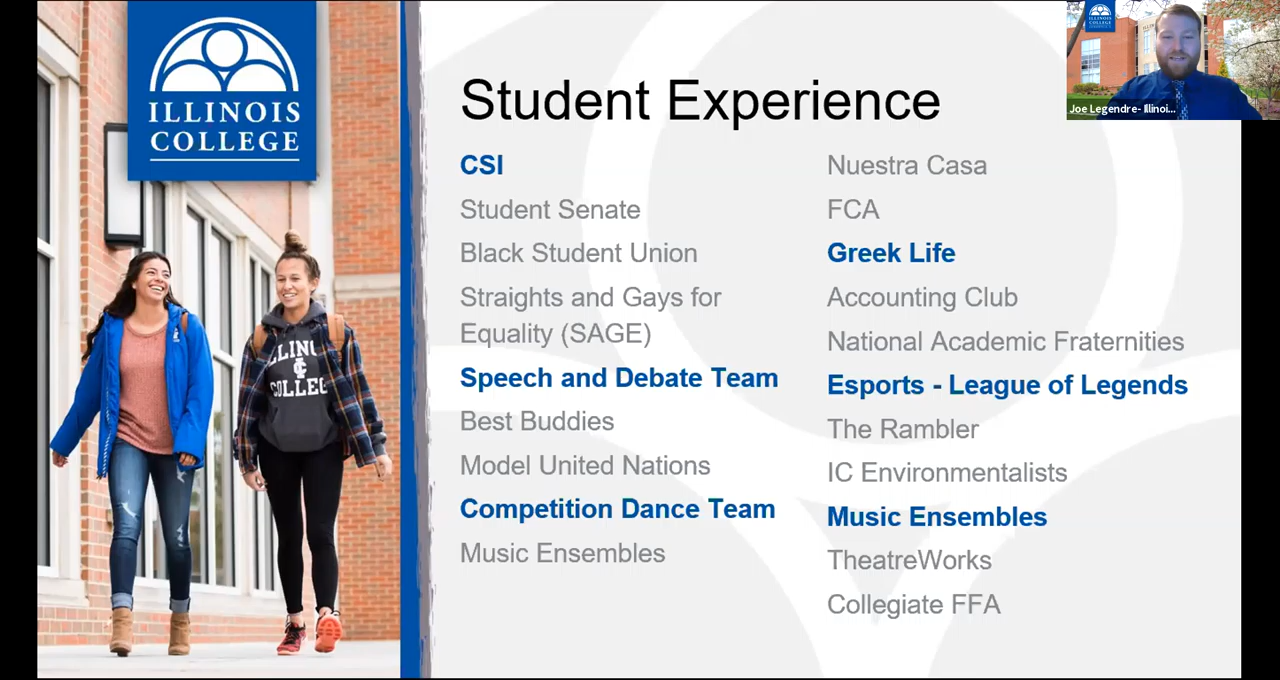 ILLINOIS
COLLEGE
Student Experience
CSI
Student Senate
Black Student Union
Straights and Gays for
Equality (SAGE)
Speech and Debate Team
Best Buddies
Model United Nations
Competition Dance Team
Music Ensembles
Nuestra Casa
FCA
Greek Life
Accounting Club
National Academic Fraternities
Esports - League of Legends
The Rambler
IC Environmentalists
Music Ensembles
TheatreWorks
Collegiate FFA
ILLINOIS
COLLEGE
Joe Legendre- Illinoi...